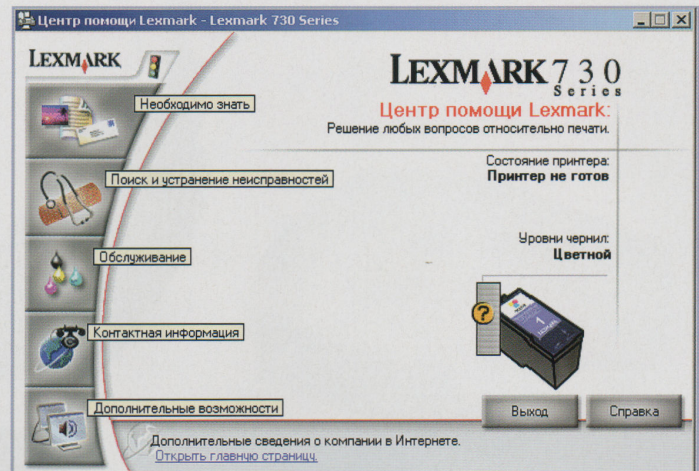 Центр помощи Lexmark - Lexmark 730 Series
LEXMARK
LEXMARK 730
Series
Центр помощи Lexmark:
Решение любых вопросов относительно печати.
Необходимо знать
Состояние принтера:
Принтер не готов
Поиск и устранение неисправностей
Уровни чернил:
Цветной
Обслуживание
?
1
Контактная информация
Дополнительные возможности
Выход
Справка
Дополнительные сведения о компании в Интернете.
Открыть главную страницу.